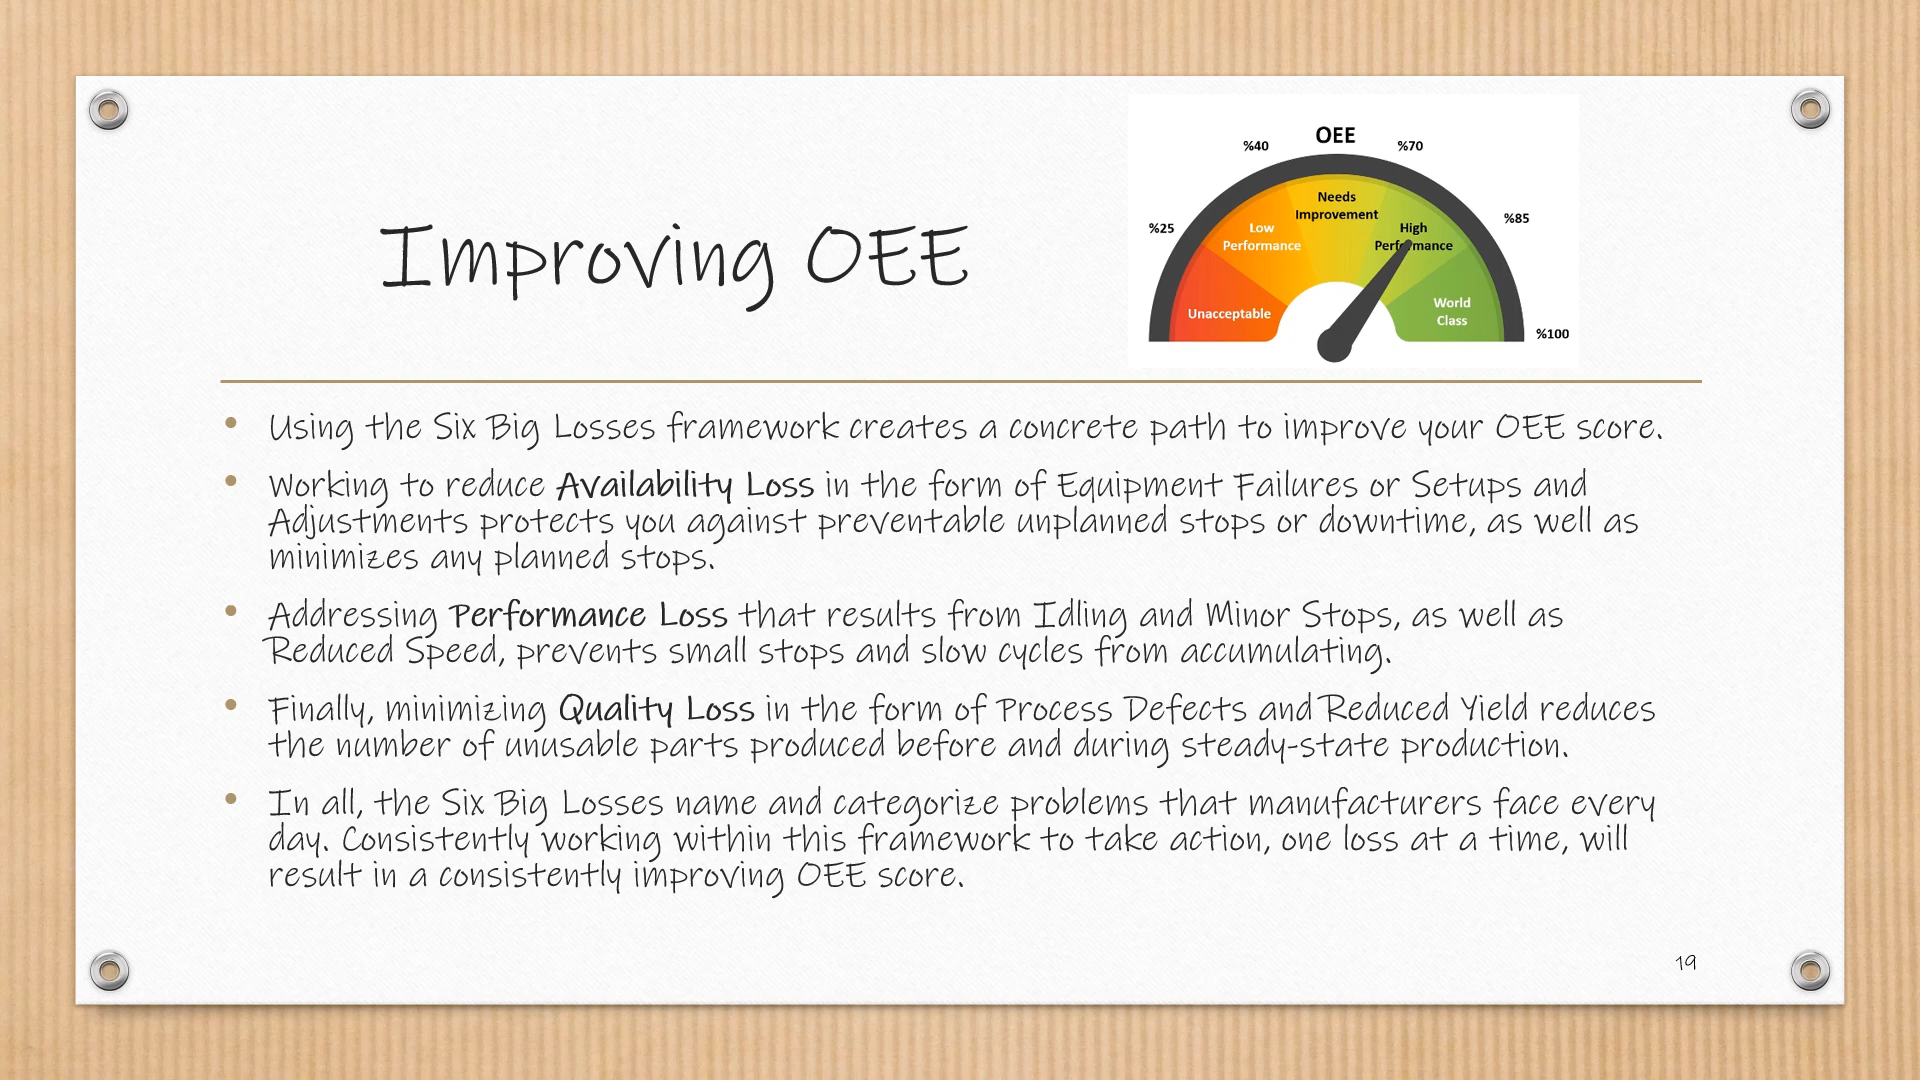 Improving OEE
OEE
%40
%70
%25
%85
%100
Needs
Improvement
Low
Performance
High
Performance
Unacceptable
World
Class
• Using the Six Big Losses framework creates a concrete path to improve your OEE score.
• Working to reduce Availability Loss in the form of Equipment Failures or Setups and
Adjustments protects you against preventable unplanned stops or downtime, as well as
minimizes any planned stops.
• Addressing Performance Loss that results from Idling and Minor Stops, as well as
Reduced Speed, prevents small stops and slow cycles from accumulating.
• Finally, minimizing Quality Loss in the form of Process Defects and Reduced Yield reduces
the number of unusable parts produced before and during steady-state production.
• In all, the Six Big Losses name and categorize problems that manufacturers face every
day. Consistently working within this framework to take action, one loss at a time, will
result in a consistently improving OEE score.
19